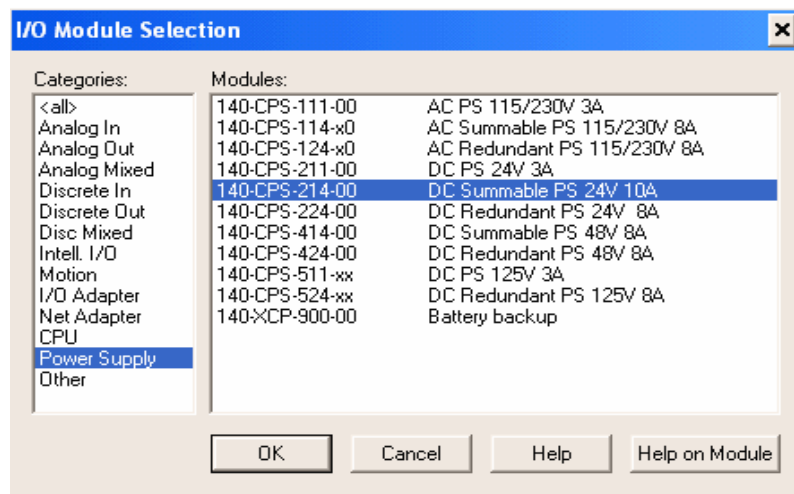 I/O Module Selection
Categories:
Modules:
<all>
Analog In
Analog Out
Analog Mixed
Discrete In
Discrete Out
Disc Mixed
Intell. I/O
Motion
I/O Adapter
Net Adapter
CPU
Power Supply
Other
140-CPS-111-00 AC PS 115/230V 3A
140-CPS-114-x0 AC Summable PS 115/230V 8A
140-CPS-124-x0 AC Redundant PS 115/230V 8A
140-CPS-211-00 DC PS 24V 3A
140-CPS-214-00 DC Summable PS 24V 10A
140-CPS-224-00 DC Redundant PS 24V  8A
140-CPS-414-00 DC Summable PS 48V 8A
140-CPS-424-00 DC Redundant PS 48V 8A
140-CPS-511-xx DC PS 125V 3A
140-CPS-524-xx DC Redundant PS 125V 8A
140-XCP-900-00 Battery backup
OK Cancel Help Help on Module